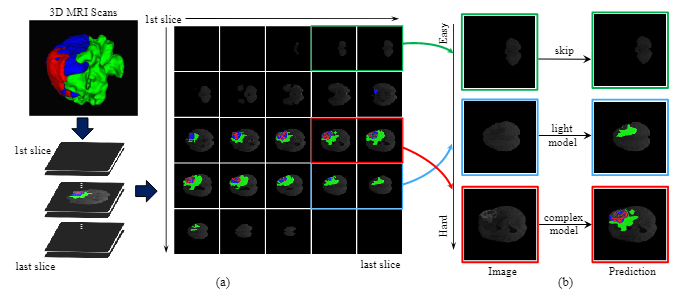 3D MRI Scans
1st slice
last slice
1st slice
last slice
(a)
Easy
Hard
skip
light
model
complex
model
Image
Prediction
(b)